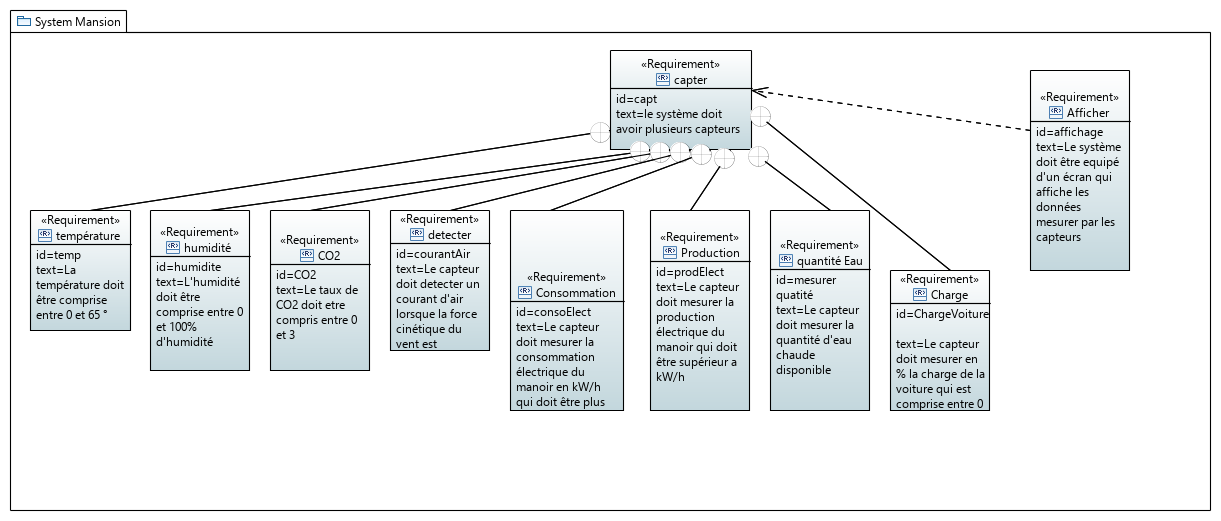 System Mansion
«Requirement»
capter
id=capt
text=le système doit
avoir plusieurs capteurs
«Requirement»
Afficher
id=affichage
text=Le système
doit être equipé
d'un écran qui
affiche les
données
mesurer par les
capteurs
«Requirement»
température
id=temp
text=La
température doit
être comprise
entre 0 et 65 °
«Requirement»
humidité
id=humidite
text=L'humidité
doit être
comprise entre 0
et 100%
d'humidité
«Requirement»
CO2
id=CO2
text=Le taux de
CO2 doit etre
compris entre 0
et 3
«Requirement»
detecter
id=courantAir
text=Le capteur
doit detecter un
courant d'air
lorsque la force
cinétique du
vent est
«Requirement»
Consommation
id=consoElect
text=Le capteur
doit mesurer la
consommation
électrique du
manoir en kW/h
qui doit être plus
«Requirement»
Production
id=prodElect
text=Le capteur
doit mesurer la
production
électrique du
manoir qui doit
être supérieur a
kW/h
«Requirement»
quantité Eau
id=mesurer
quatité
text=Le capteur
doit mesurer la
quantité d'eau
chaude
disponible
«Requirement»
Charge
id=ChargeVoiture
text=Le capteur
doit mesurer en
% la charge de la
voiture qui est
comprise entre 0